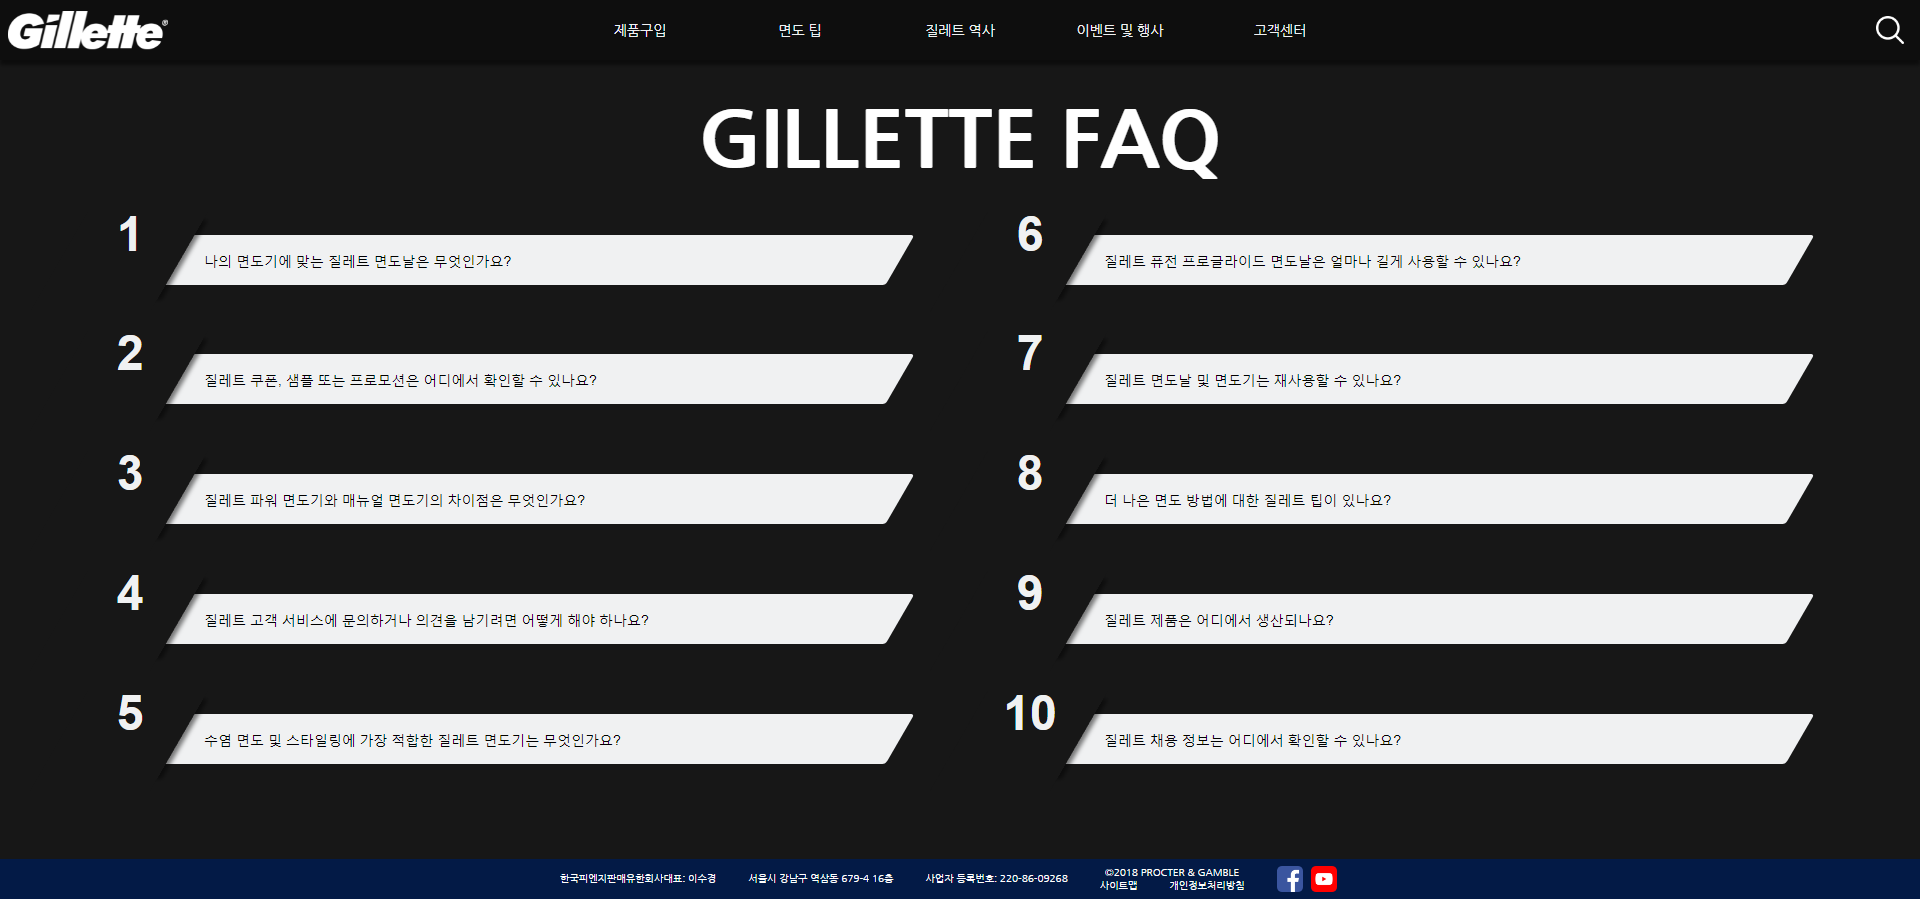 Gillette®
제품구입
면도 팁
질레트 역사
이벤트 및 행사
고객센터
GILLETTE FAQ
1
나의 면도기에 맞는 질레트 면도날은 무엇인가요?
2
질레트 쿠폰, 샘플 또는 프로모션은 어디에서 확인할 수 있나요?
3
질레트 파워 면도기와 매뉴얼 면도기의 차이점은 무엇인가요?
4
질레트 고객 서비스에 문의하거나 의견을 남기려면 어떻게 해야 하나요?
5
수염 면도 및 스타일링에 가장 적합한 질레트 면도기는 무엇인가요?
6
질레트 퓨전 프로글라이드 면도날은 얼마나 길게 사용할 수 있나요?
7
질레트 면도날 및 면도기는 재사용할 수 있나요?
8
더 나은 면도 방법에 대한 질레트 팁이 있나요?
9
질레트 제품은 어디에서 생산되나요?
10
질레트 채용 정보는 어디에서 확인할 수 있나요?
한국피엔지판매유한회사대표: 이수경
서울시 강남구 역삼동 679-4 16층
사업자 등록번호: 220-86-09268
©2018 PROCTER & GAMBLE
사이트맵
개인정보처리방침